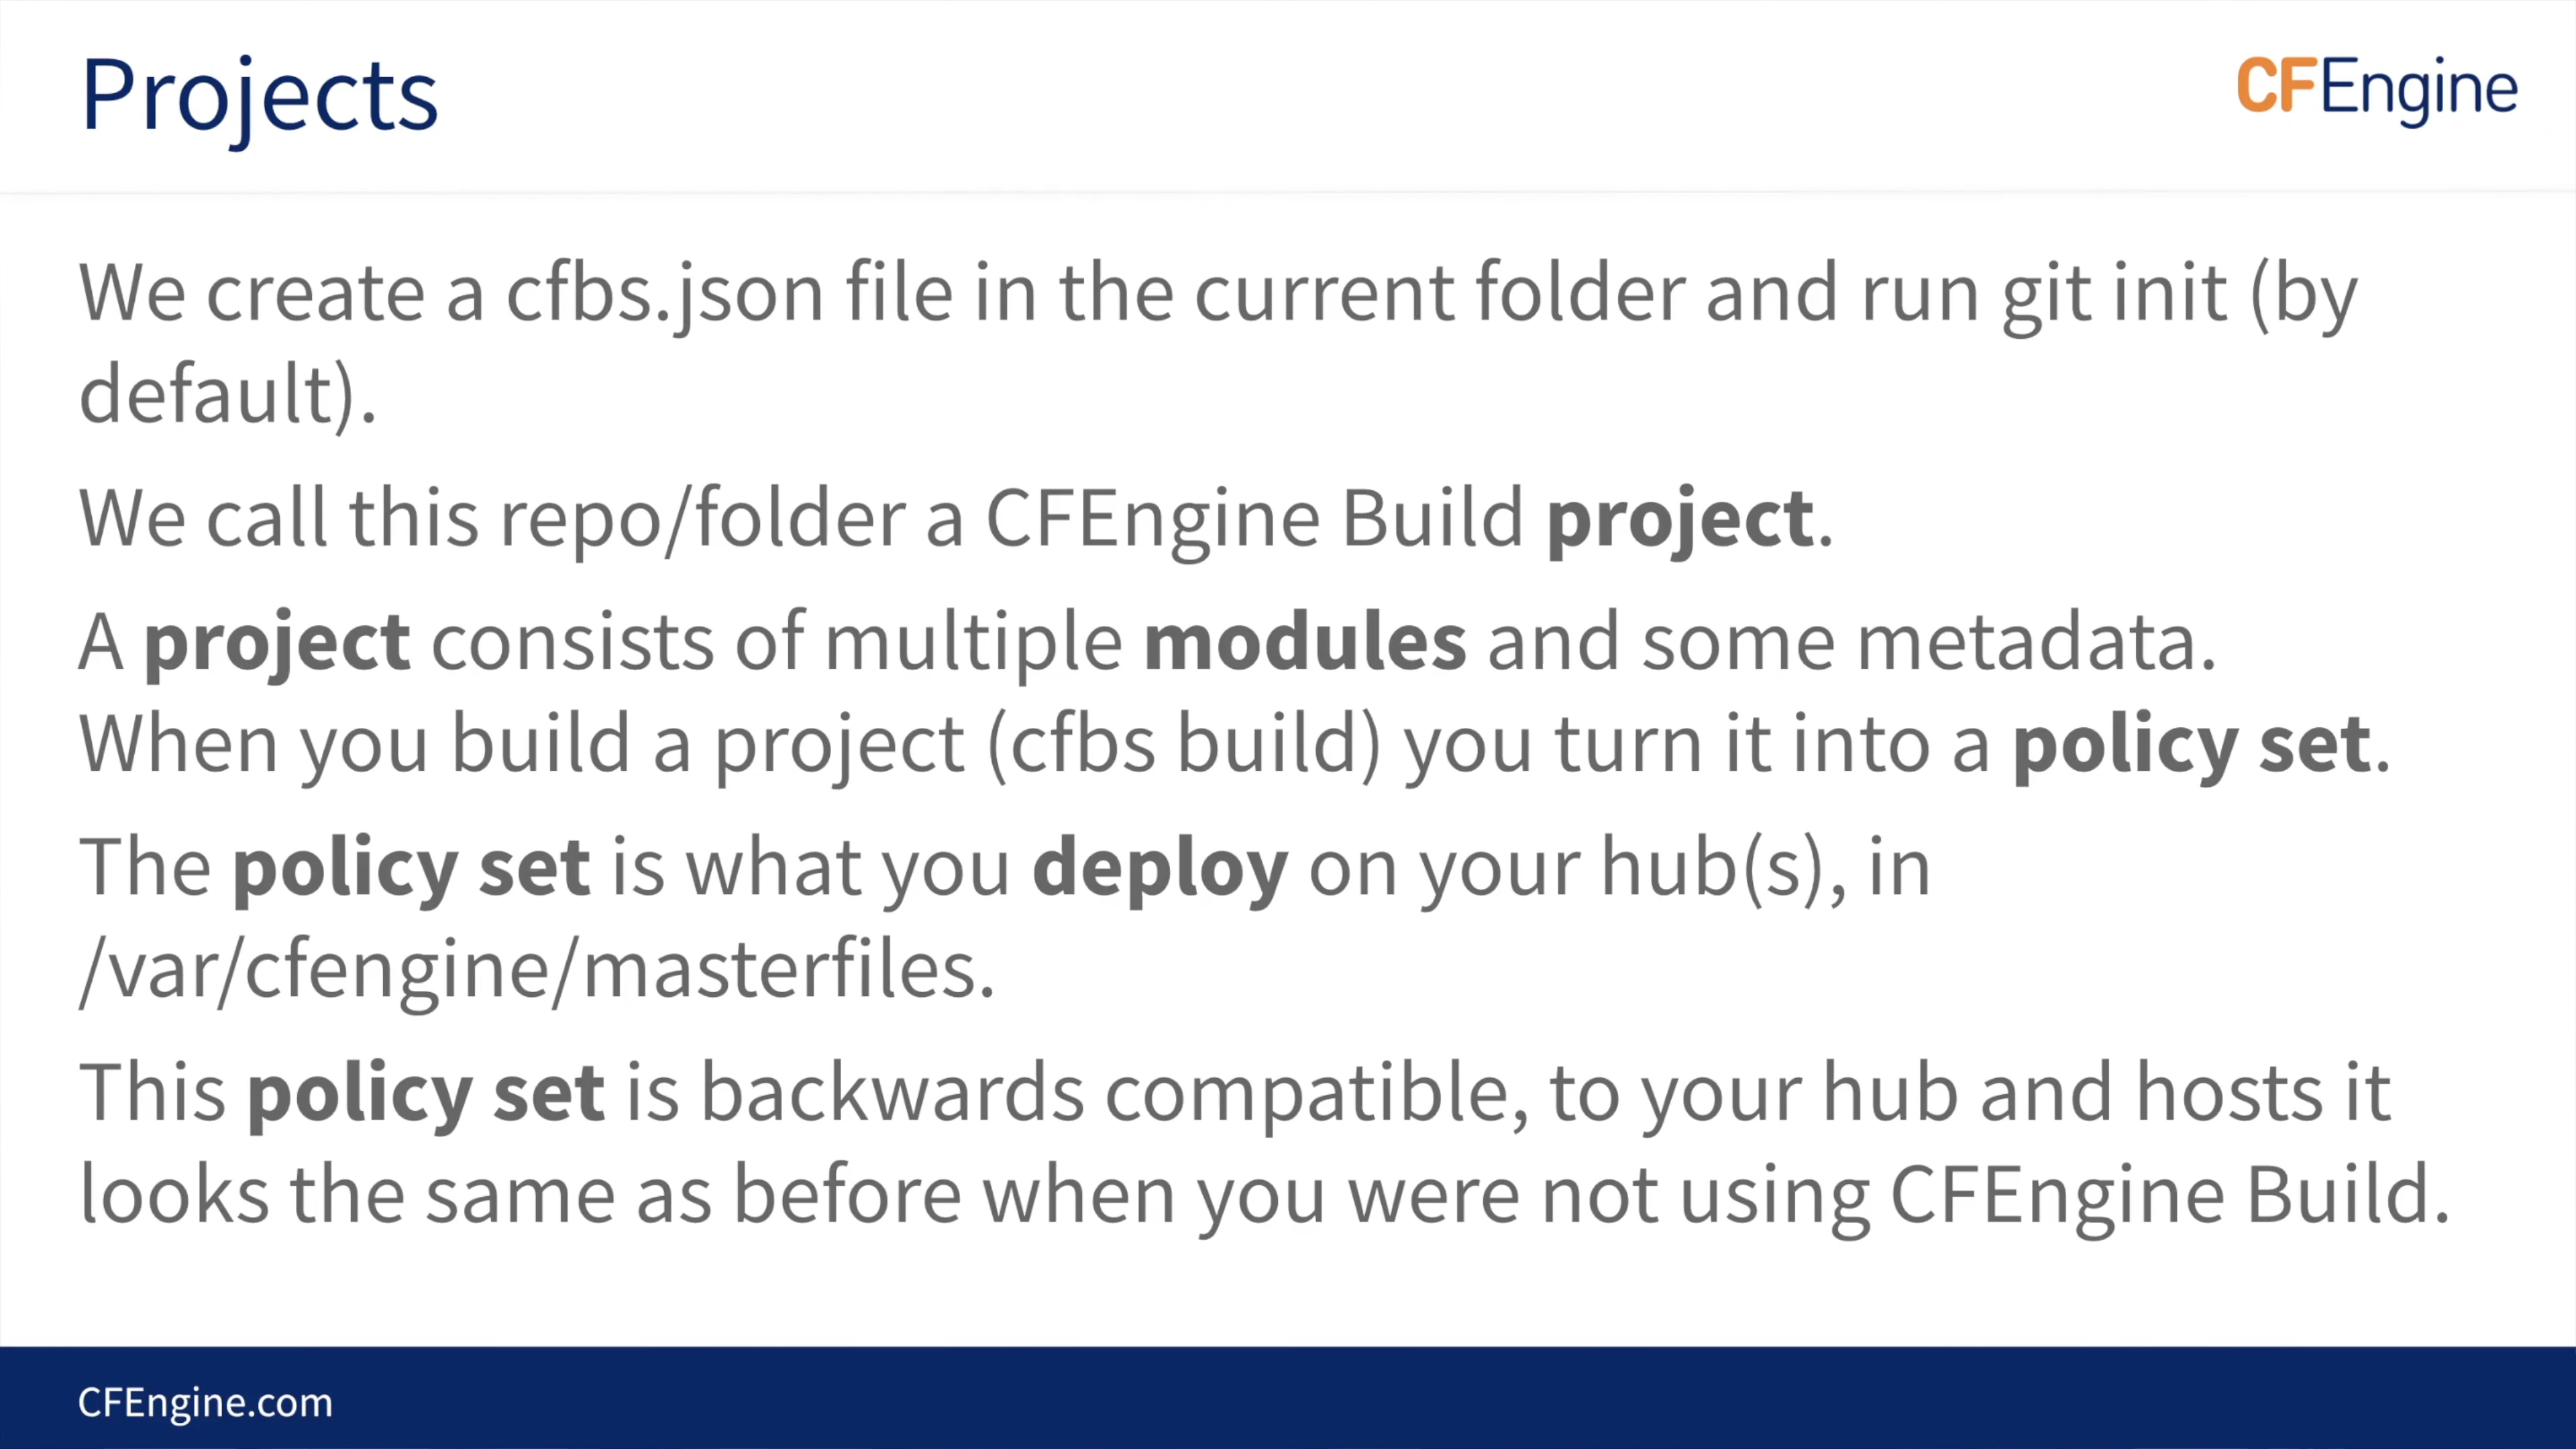 Projects
CFEngine
We create a cfbs.json file in the current folder and run git init (by
default).
We call this repo/folder a CFEngine Build project.
A project consists of multiple modules and some metadata.
When you build a project (cfbs build) you turn it into a policy set.
The policy set is what you deploy on your hub(s), in
/var/cfengine/masterfiles.
This policy set is backwards compatible, to your hub and hosts it
looks the same as before when you were not using CFEngine Build.
CFEngine.com